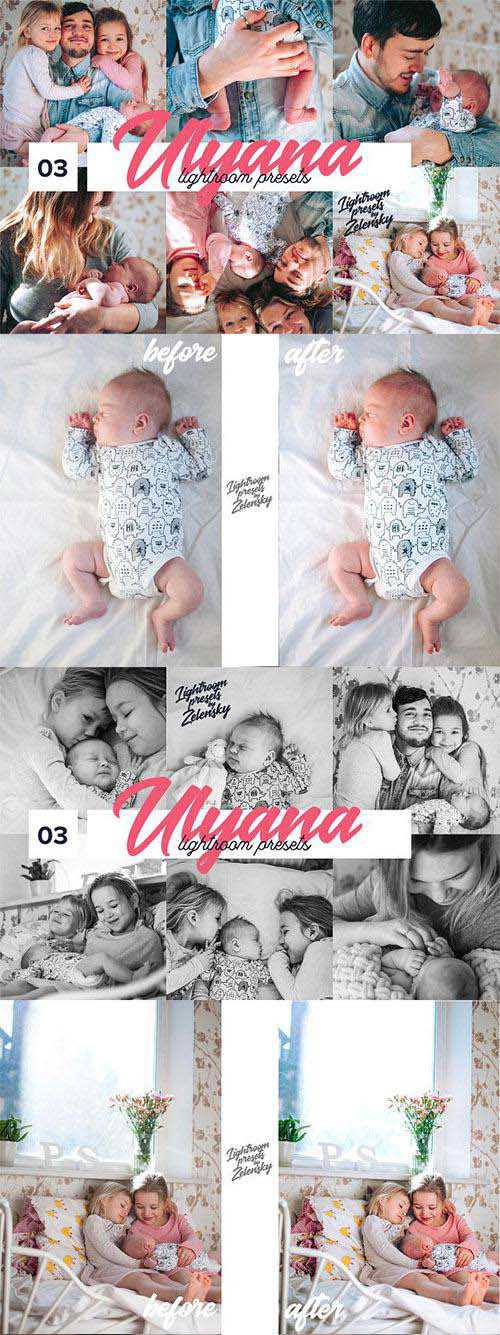 Ulyana
03
lightroom presets
Lightroom
presets
by
Zelensky
before
after
Lightroom
presets
by
Zelensky
Lightroom
presets
by
Zelensky
Ulyana
03
lightroom presets
P.S
P.S
Lightroom
presets
by
Zelensky
before
after